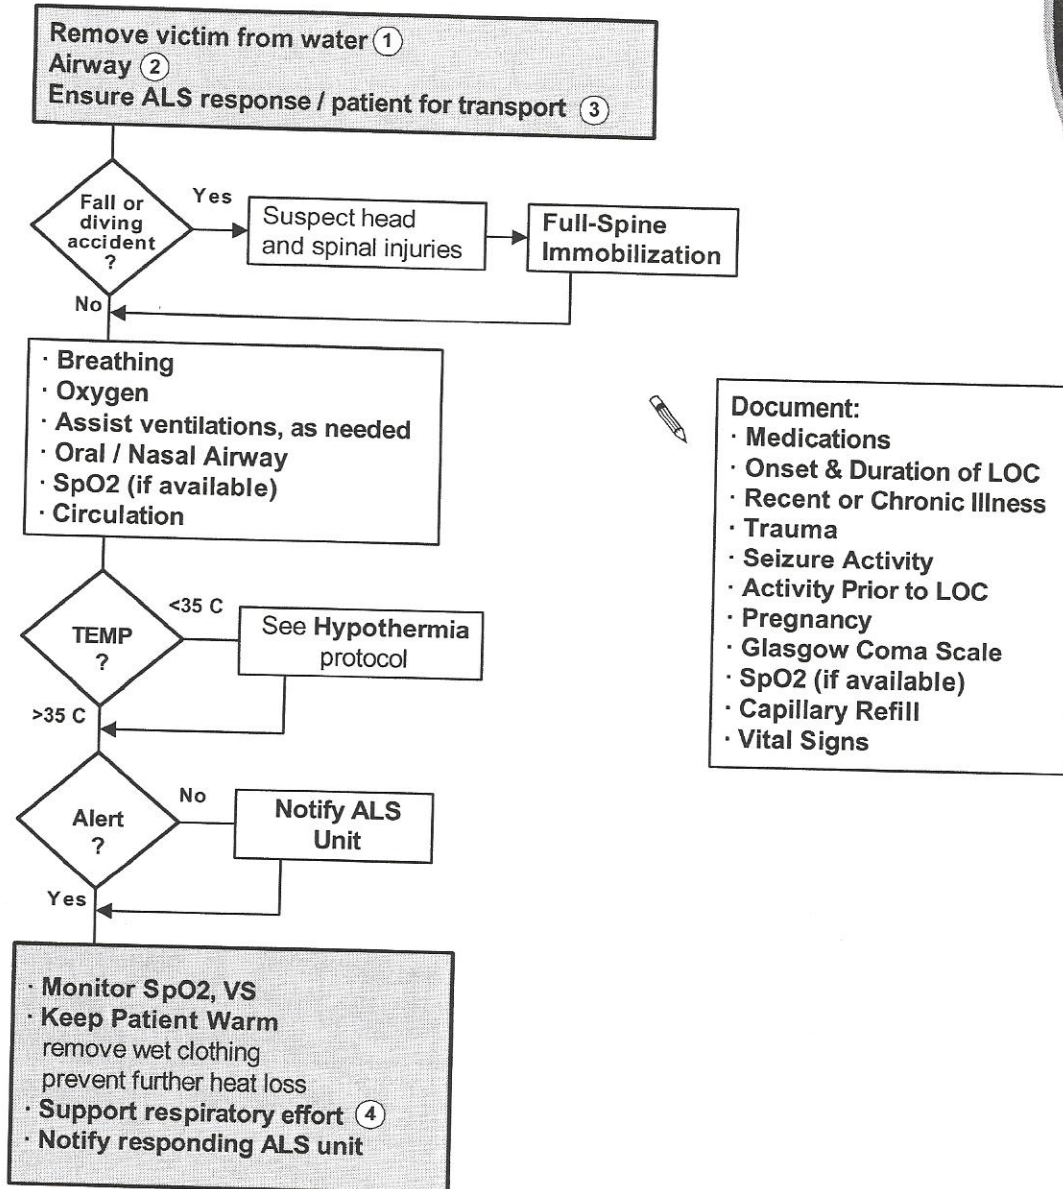 Remove victim from water 1
Airway 2
Ensure ALS response / patient for transport 3
Fall or
diving
accident
?
Yes
Suspect head
and spinal injuries
Full-Spine
Immobilization
No
· Breathing
· Oxygen
· Assist ventilations, as needed
· Oral / Nasal Airway
· SpO2 (if available)
· Circulation
Document:
· Medications
· Onset & Duration of LOC
· Recent or Chronic Illness
· Trauma
· Seizure Activity
· Activity Prior to LOC
· Pregnancy
· Glasgow Coma Scale
· SpO2 (if available)
· Capillary Refill
· Vital Signs
TEMP
?
<35 C
See Hypothermia
protocol
>35 C
Alert
?
No
Notify ALS
Unit
Yes
· Monitor SpO2, VS
· Keep Patient Warm
remove wet clothing
prevent further heat loss
· Support respiratory effort 4
· Notify responding ALS unit